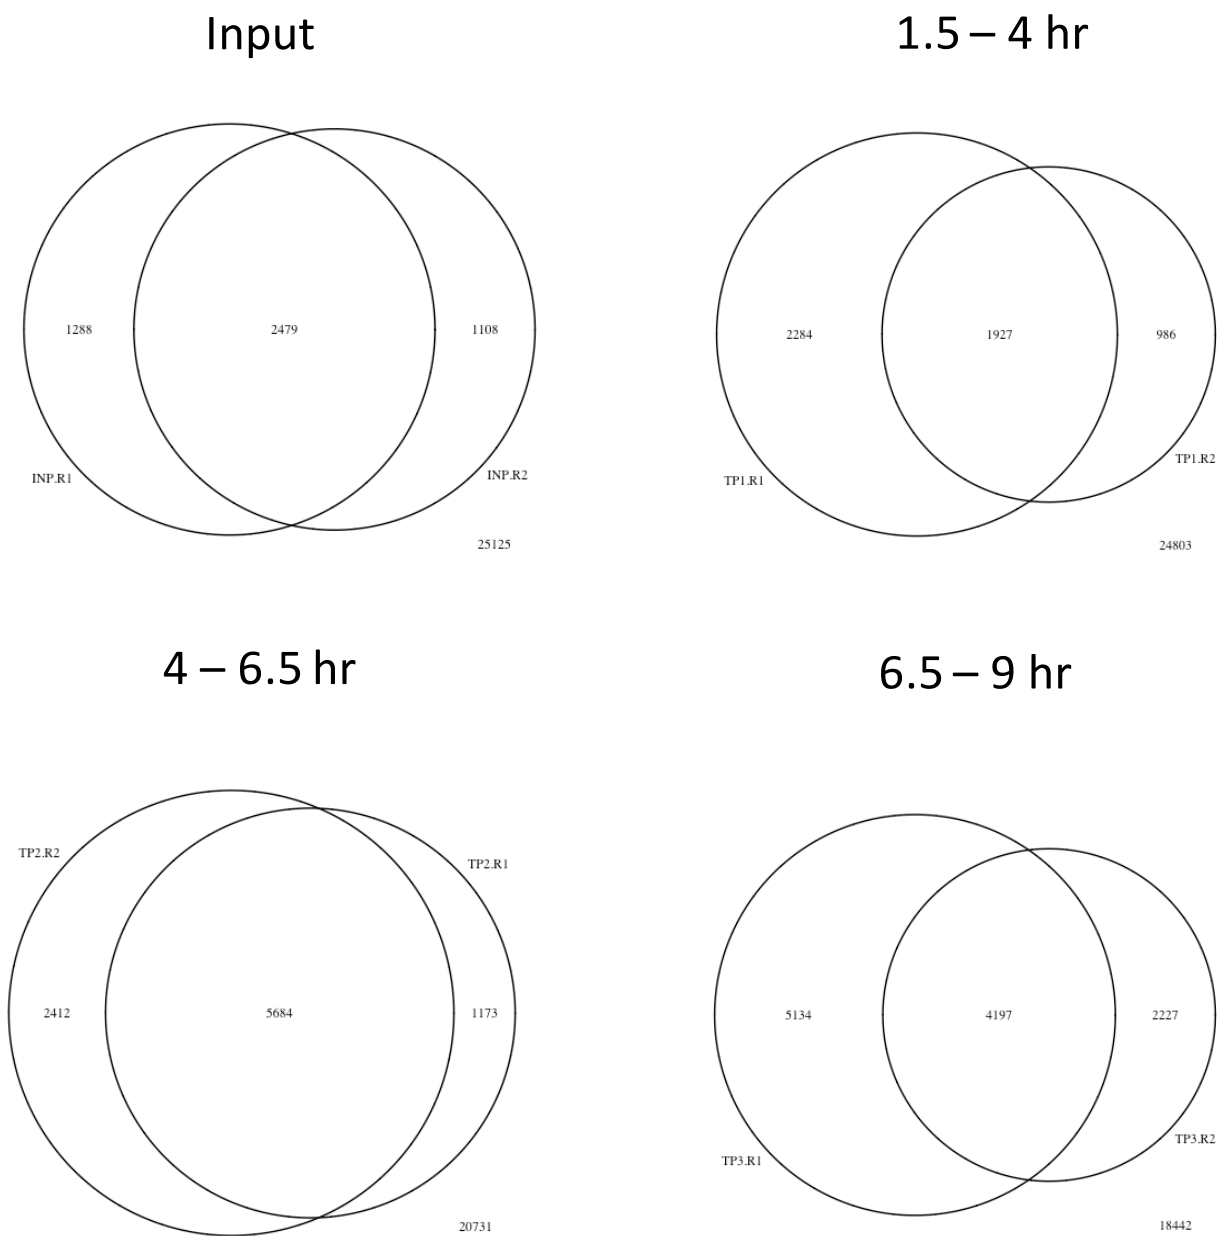 Input
1288
2479
1108
INP.R1
INP.R2
25125
1.5 – 4 hr
2284
1927
986
TP1.R1
TP1.R2
24803
4 – 6.5 hr
TP2.R2
TP2.R1
2412
5684
1173
20731
6.5 – 9 hr
5134
4197
2227
TP3.R1
TP3.R2
18442